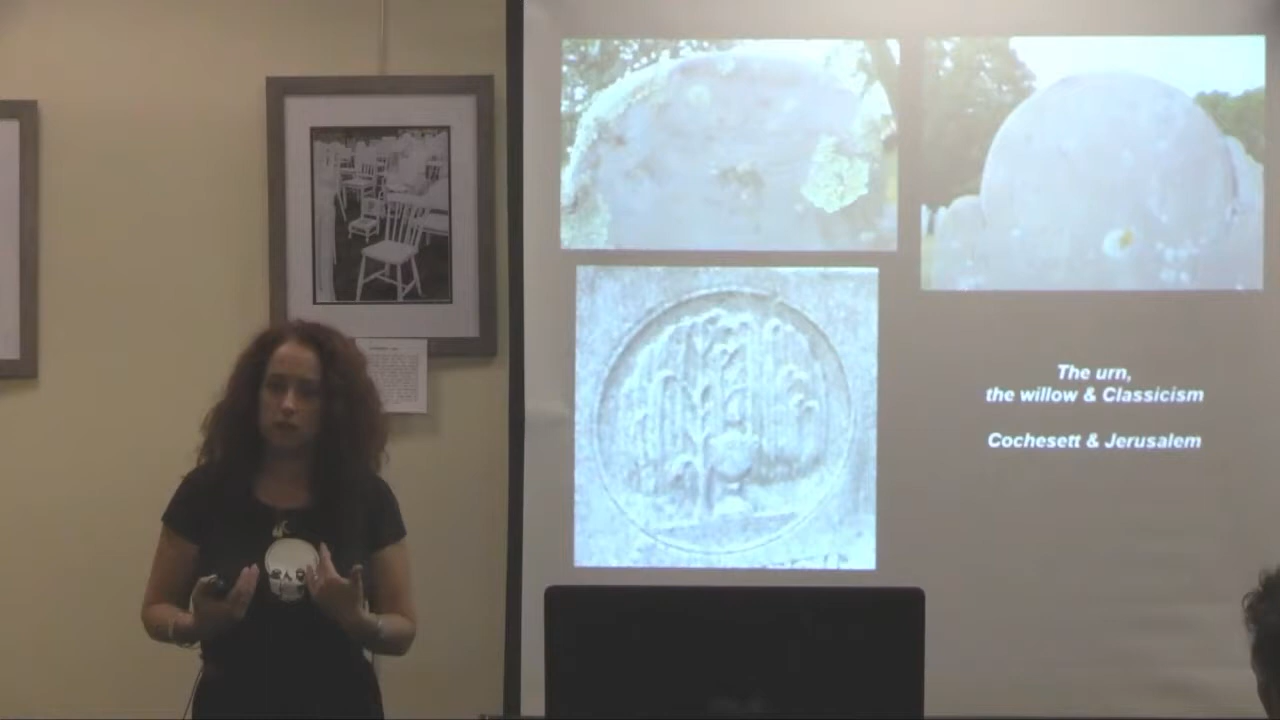 The urn,
the willow & Classicism
Cochesett & Jerusalem